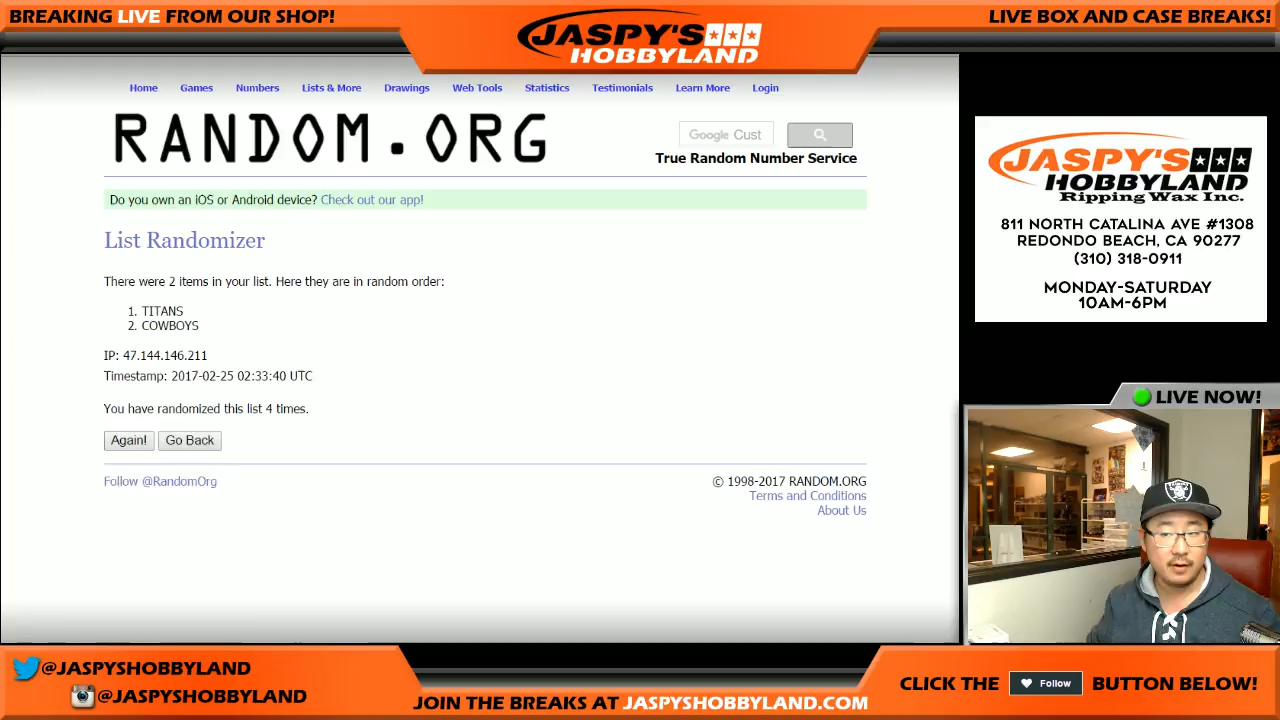 BREAKING LIVE FROM OUR SHOP!
JASPY'S
HOBBYLAND
LIVE BOX AND CASE BREAKS!
Home Games Numbers Lists & More Drawings Web Tools Statistics Testimonials Learn More Login
RANDOM.ORG
Google Cust
True Random Number Service
Do you own an iOS or Android device? Check out our app!
List Randomizer
There were 2 items in your list. Here they are in random order:
1. TITANS
2. COWBOYS
IP: 47.144.146.211
Timestamp: 2017-02-25 02:33:40 UTC
You have randomized this list 4 times.
Again! Go Back
Follow @RandomOrg
© 1998-2017 RANDOM.ORG
Terms and Conditions
About Us
JASPY'S
HOBBYLAND
Ripping Wax Inc.
811 NORTH CATALINA AVE #1308
REDONDO BEACH, CA 90277
(310) 318-0911
MONDAY-SATURDAY
10AM-6PM
LIVE NOW!
@JASPYSHOBBYLAND
@JASPYSHOBBYLAND
JOIN THE BREAKS AT JASPYSHOBBYLAND.COM
CLICK THE Follow BUTTON BELOW!